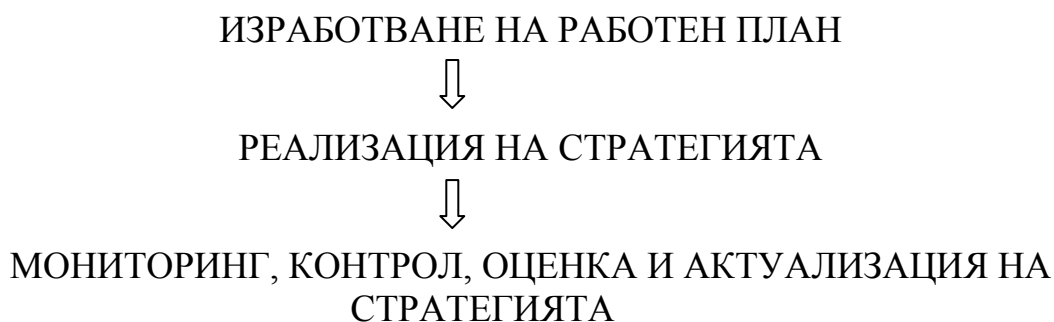 ИЗРАБОТВАНЕ НА РАБОТЕН ПЛАН
РЕАЛИЗАЦИЯ НА СТРАТЕГИЯТА
МОНИТОРИНГ, КОНТРОЛ, ОЦЕНКА И АКТУАЛИЗАЦИЯ НА
СТРАТЕГИЯТА